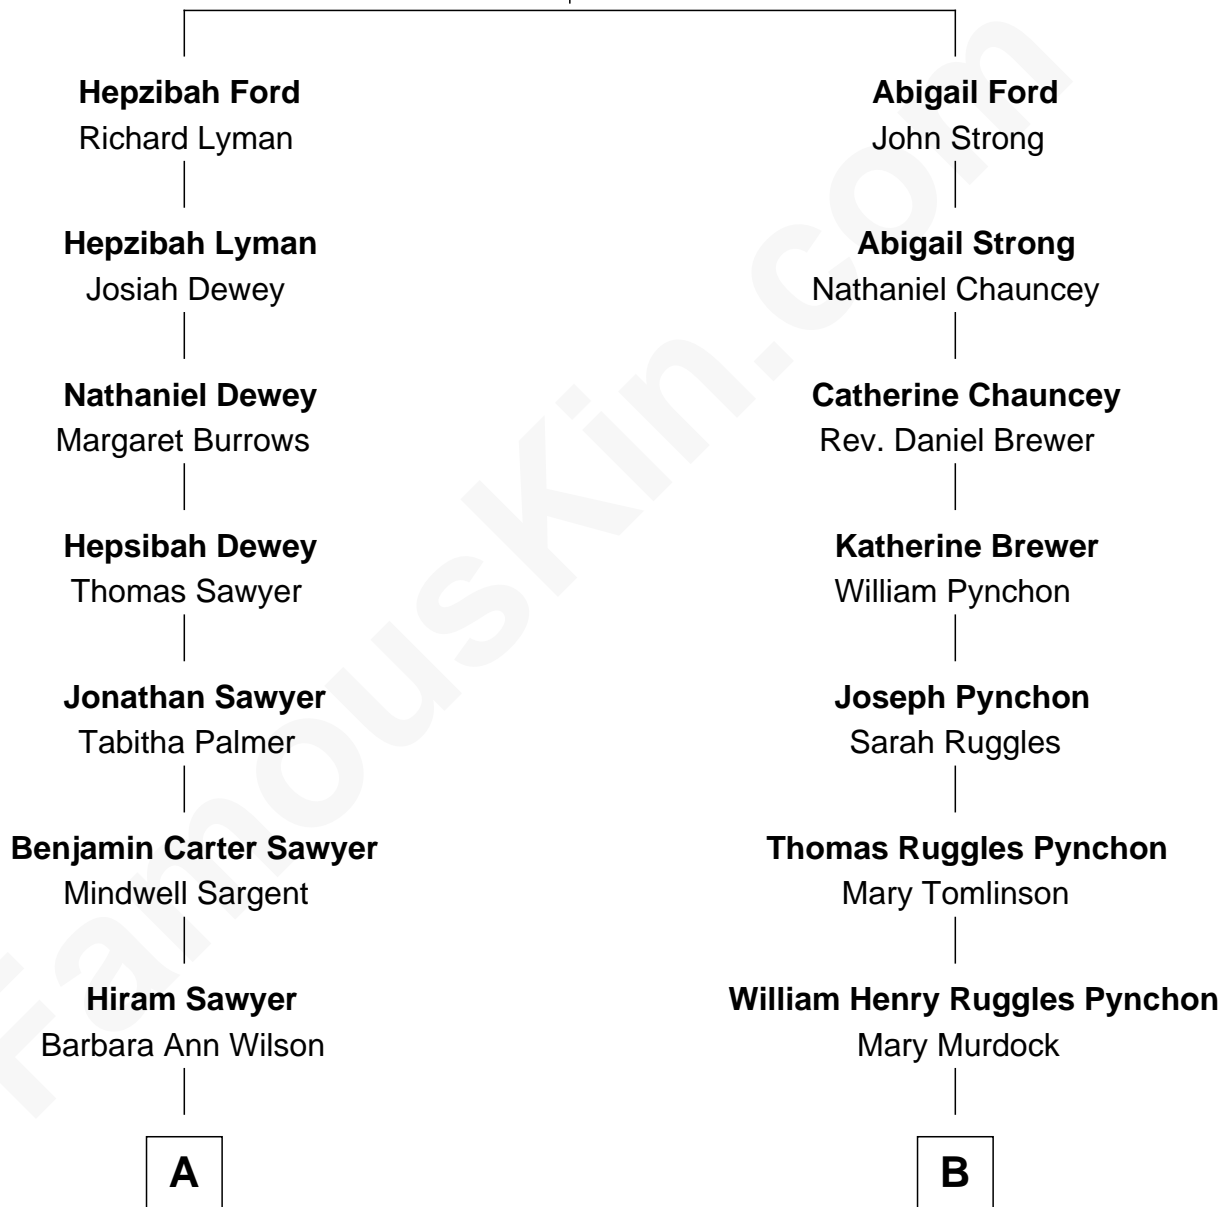 Hepzibah Ford
Richard Lyman
Abigail Ford
John Strong
Hepzibah Lyman
Josiah Dewey
Abigail Strong
Nathaniel Chauncey
Nathaniel Dewey
Margaret Burrows
Catherine Chauncey
Rev. Daniel Brewer
Hepsibah Dewey
Thomas Sawyer
Katherine Brewer
William Pynchon
Jonathan Sawyer
Tabitha Palmer
Joseph Pynchon
Sarah Ruggles
Benjamin Carter Sawyer
Mindwell Sargent
Thomas Ruggles Pynchon
Mary Tomlinson
Hiram Sawyer
Barbara Ann Wilson
William Henry Ruggles Pynchon
Mary Murdock
A
B
FamousKin.com